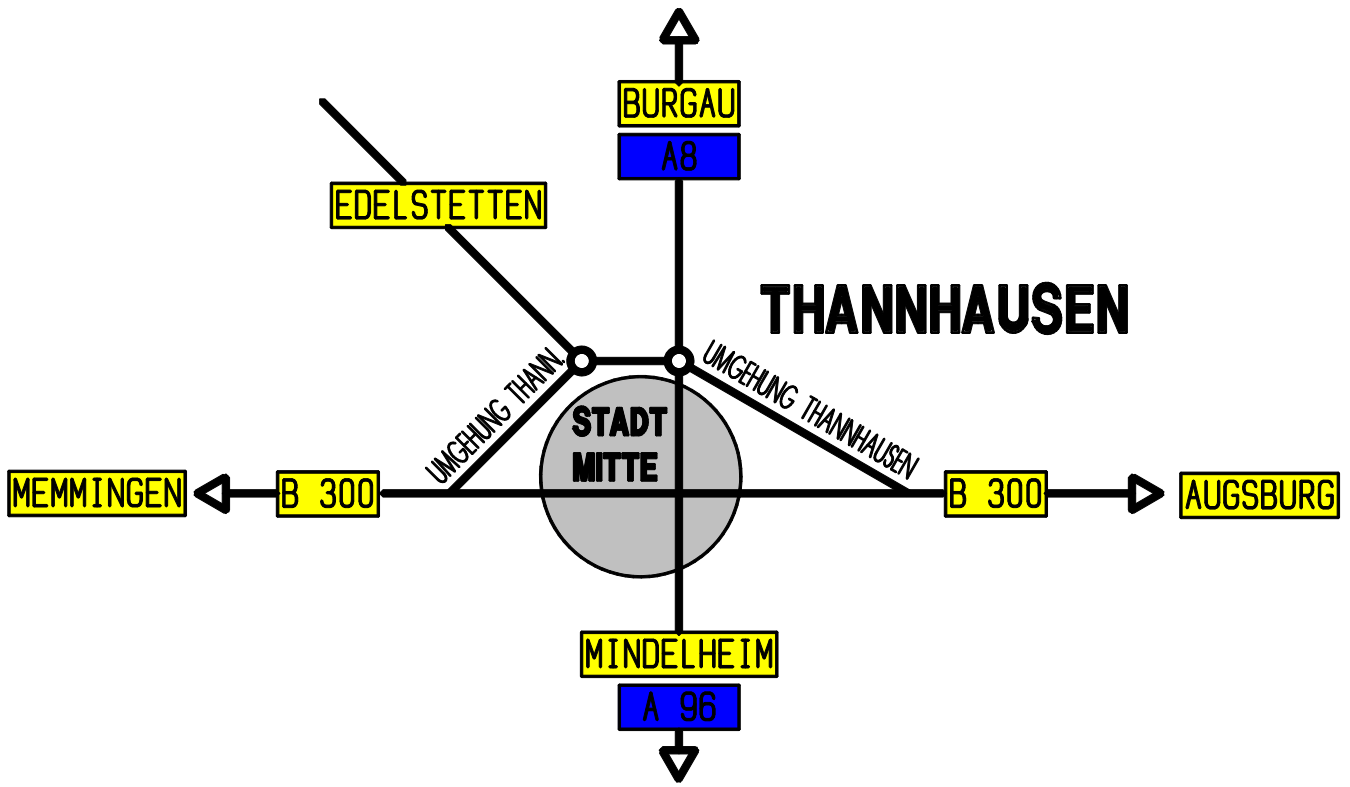 BURGAU
A8
EDELSTETTEN
THANNHAUSEN
UMGEHUNG THANN.
UMGEHUNG THANNHAUSEN
STADT
MITTE
MEMMINGEN
B 300
B 300
AUGSBURG
MINDELHEIM
A 96